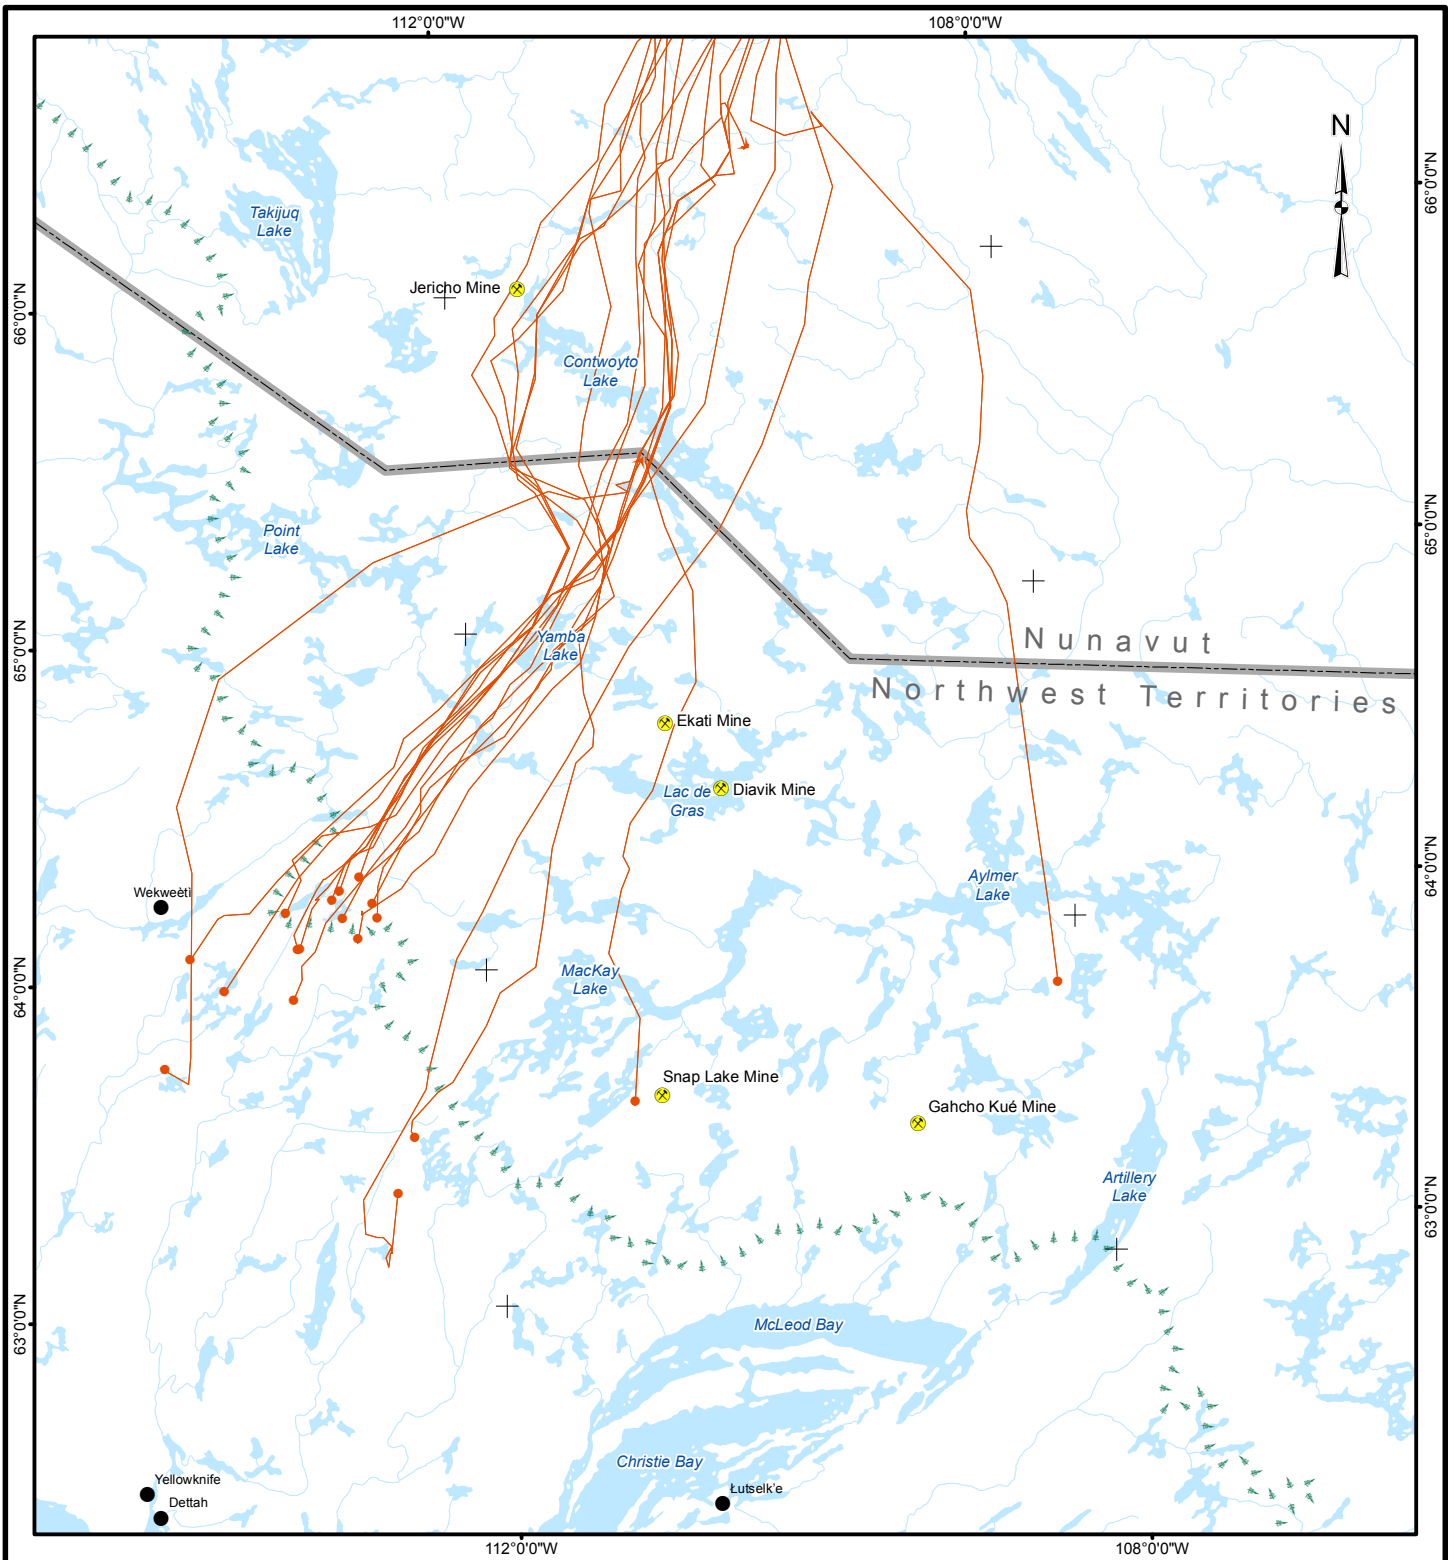 112°0'0"W
108°0'0"W
N
66°0'0"N
Takijuq
Lake
Jericho Mine
66°0'0"N
Contwoyto
Lake
65°0'0"N
Point
Lake
65°0'0"N
Yamba
Lake
Nunavut
Northwest Territories
Ekati Mine
Diavik Mine
Lac de
Gras
64°0'0"N
Wekweètì
Aylmer
Lake
64°0'0"N
MacKay
Lake
Snap Lake Mine
Gahcho Kué Mine
Artillery
Lake
63°0'0"N
63°0'0"N
McLeod Bay
Christie Bay
Yellowknife
Dettah
Łutselk'e
112°0'0"W
108°0'0"W